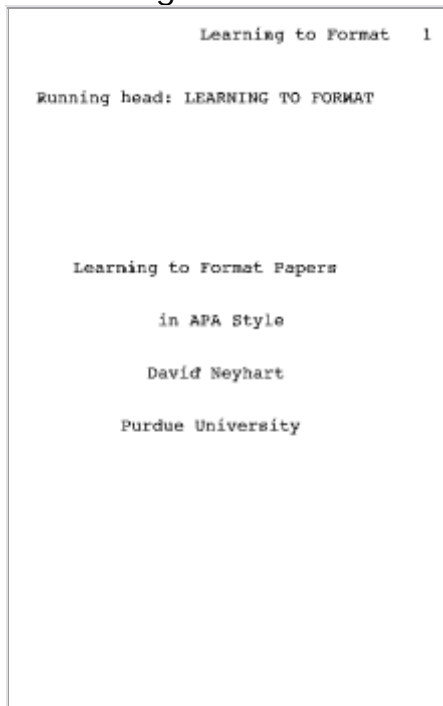 Learning to Format 1
Running head: LEARNING TO FORMAT
Learning to Format Papers
in APA Style
David Neyhart
Purdue University